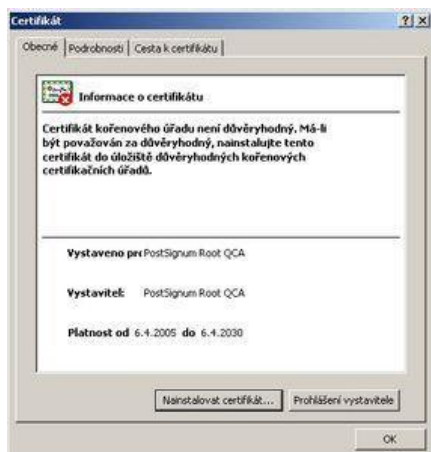 Certifikát
Obecné Podrobnosti Cesta k certifikátu
Informace o certifikátu
Certifikát kořenového úřadu není důvěryhodný. Má-li
být považován za důvěryhodný, nainstalujte tento
certifikát do úložiště důvěryhodných kořenových
certifikačních úřadů.
Vystaveno pro PostSignum Root QCA
Vystavitel: PostSignum Root QCA
Platnost od 6.4.2005 do 6.4.2030
Nainstalovat certifikát... Prohlášení vystavitele
OK